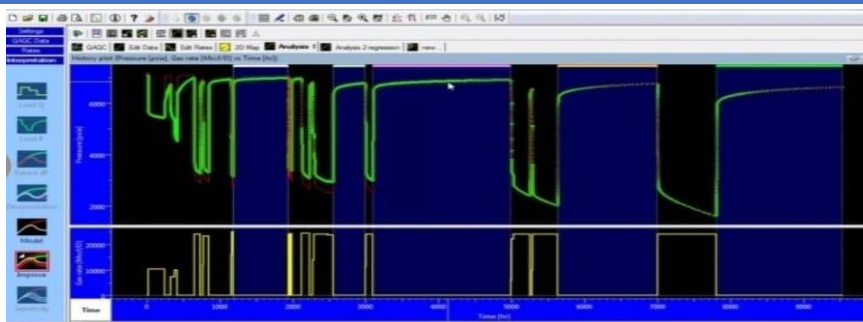 Settings
QAQC Data
Rates
Interpretation
QAQC
Edit Data
Edit Rates
2D Map
Analysis 1
Analysis 2 regression
new...
History plot (Pressure [psia], Gas rate [Mscf/D] vs Time [hr])
Load Q
Load P
Extract dP
Model
Improve
Sensitivity
Pressure [psia]
6000
4000
2000
Gas rate [Mscf/D]
20000
10000
0
Time
0
1000
2000
3000
4000
5000
6000
7000
8000
9000
Time [hr]